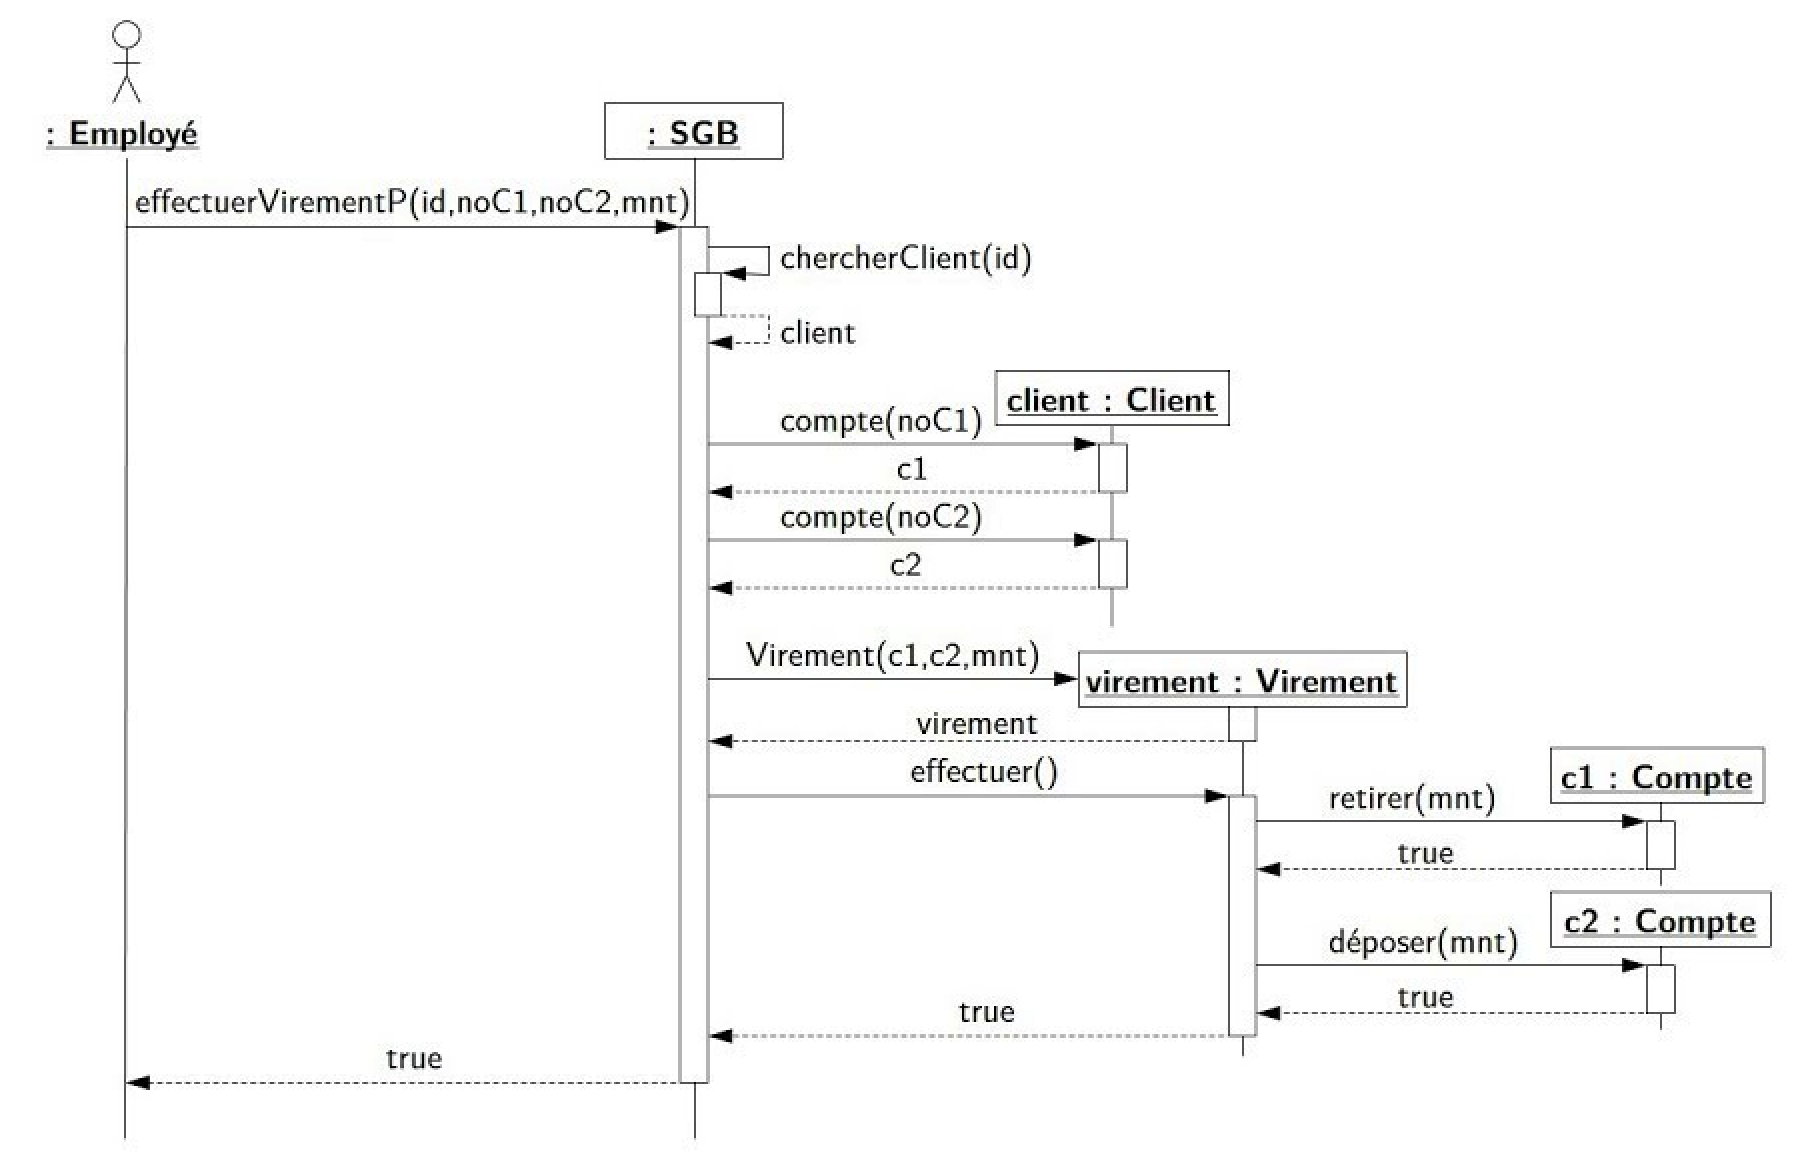 : Employé
: SGB
effectuerVirementP(id,noC1,noC2,mnt)
chercherClient(id)
client
client : Client
compte(noC1)
c1
compte(noC2)
c2
Virement(c1,c2,mnt)
virement : Virement
virement
effectuer()
c1 : Compte
retirer(mnt)
true
c2 : Compte
déposer(mnt)
true
true
true